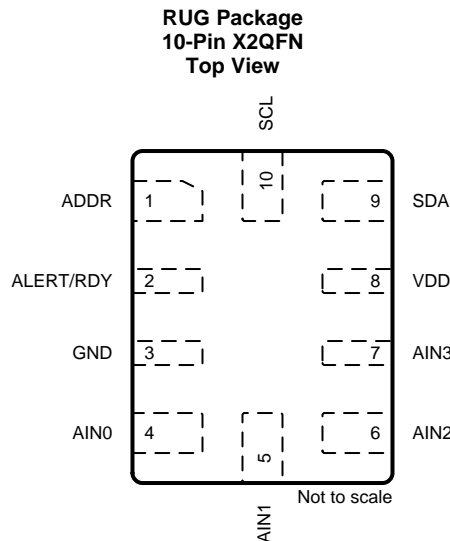 RUG Package
10-Pin X2QFN
Top View
SCL
10
ADDR 1
9 SDA
ALERT/RDY 2
8 VDD
GND 3
7 AIN3
AIN0 4
6 AIN2
5
AIN1
Not to scale